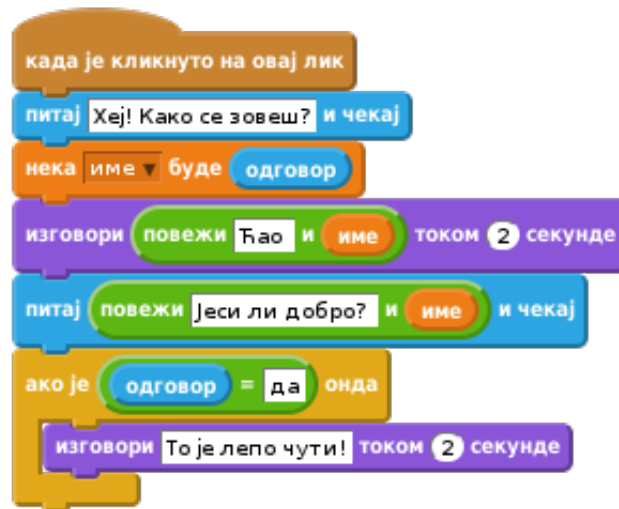 када је кликнуто на овај лик
питај Хеј! Како се зовеш? и чекај
нека име ▼ буде одговор
изговори повежи Ћао и име током 2 секунде
питај повежи Јеси ли добро? и име и чекај
ако је одговор = да онда
изговори То је лепо чути! током 2 секунде